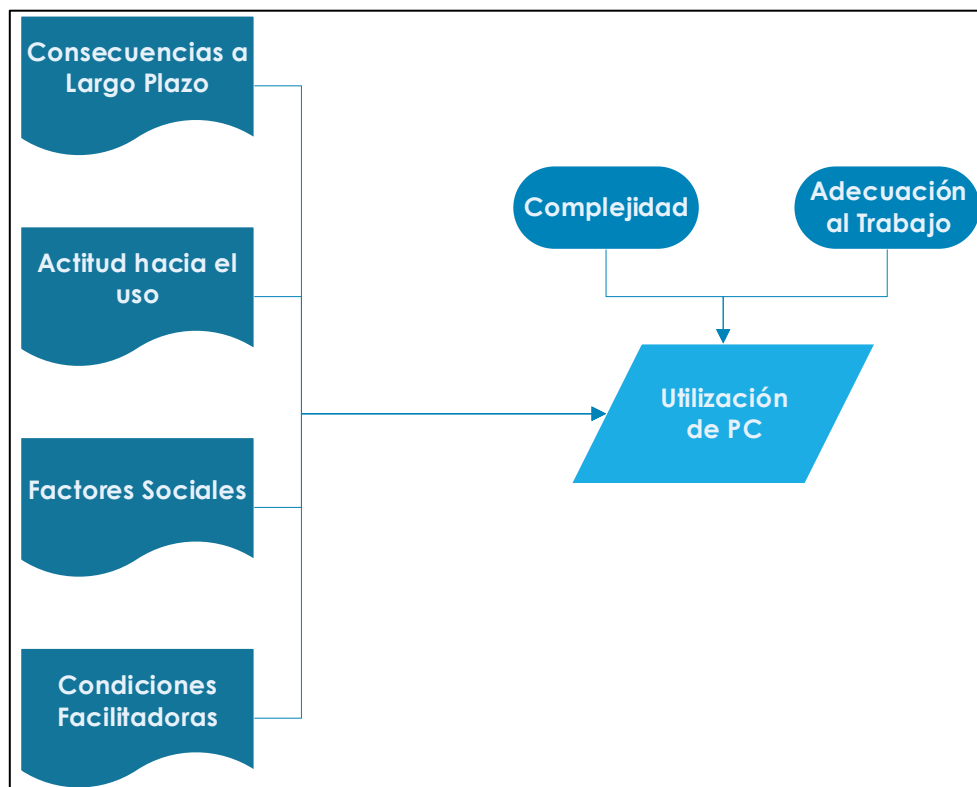 Consecuencias a
Largo Plazo
Complejidad
Adecuación
al Trabajo
Actitud hacia el
uso
Utilización
de PC
Factores Sociales
Condiciones
Facilitadoras